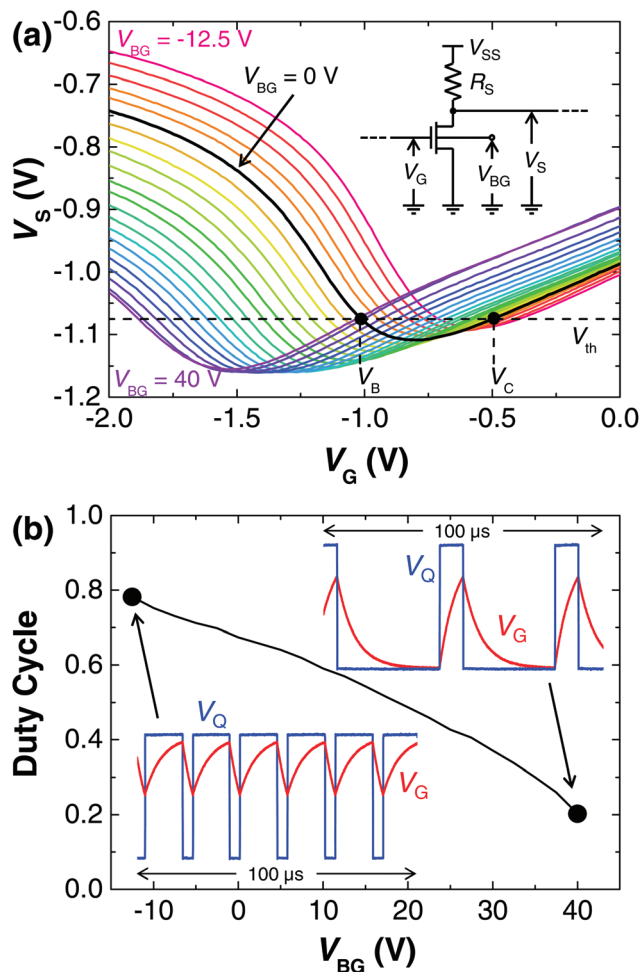 (a)
V_BG = -12.5 V
V_BG = 0 V
V_SS
R_S
V_G
V_BG
V_S
V_th
V_B
V_C
V_BG = 40 V
V_S (V)
-0.6
-0.7
-0.8
-0.9
-1.0
-1.1
-1.2
-2.0 -1.5 -1.0 -0.5 0.0
V_G (V)
(b)
Duty Cycle
1.0
0.8
0.6
0.4
0.2
0.0
100 µs
V_Q
V_G
V_Q
V_G
100 µs
-10 0 10 20 30 40
V_BG (V)